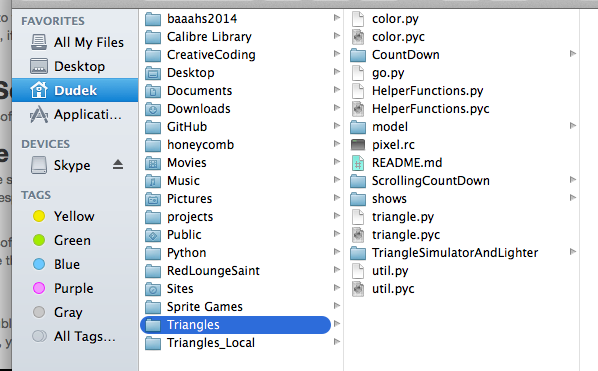 FAVORITES
All My Files
Desktop
Dudek
Applicati...
DEVICES
Skype
TAGS
Yellow
Green
Blue
Purple
Gray
All Tags...
baaahs2014
Calibre Library
CreativeCoding
Desktop
Documents
Downloads
GitHub
honeycomb
Movies
Music
Pictures
projects
Public
Python
RedLoungeSaint
Sites
Sprite Games
Triangles
Triangles_Local
color.py
color.pyc
CountDown
go.py
HelperFunctions.py
HelperFunctions.pyc
model
pixel.rc
README.md
ScrollingCountDown
shows
triangle.py
triangle.pyc
TriangleSimulatorAndLighter
util.py
util.pyc